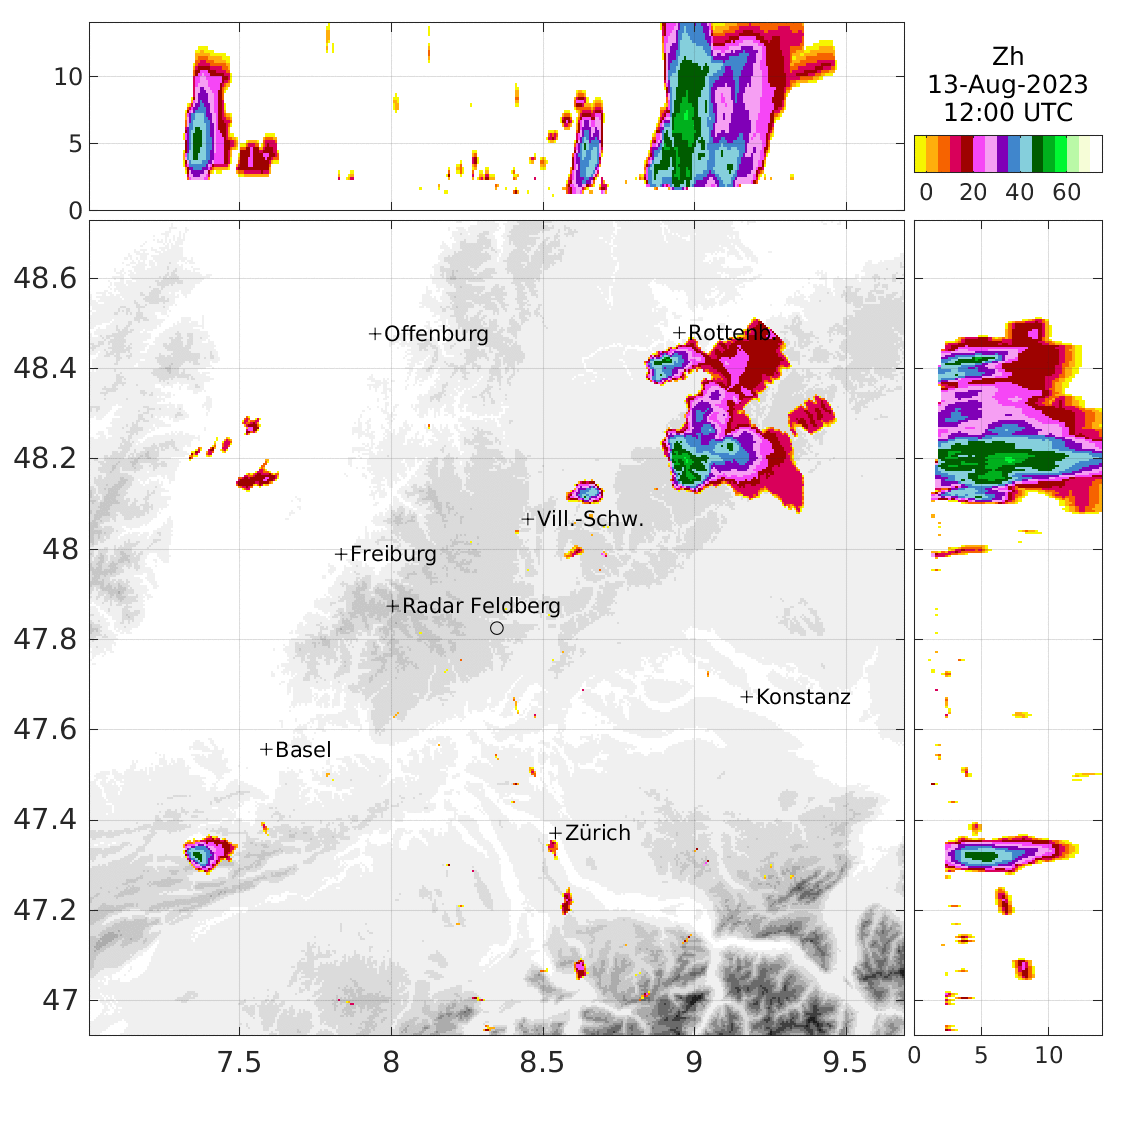 10
5
0
Zh
13-Aug-2023
12:00 UTC
0 20 40 60
48.6
48.4
48.2
48
47.8
47.6
47.4
47.2
47
Offenburg
Rottenb.
Vill.-Schw.
Freiburg
Radar Feldberg
Konstanz
Basel
Zürich
7.5 8 8.5 9 9.5
0 5 10